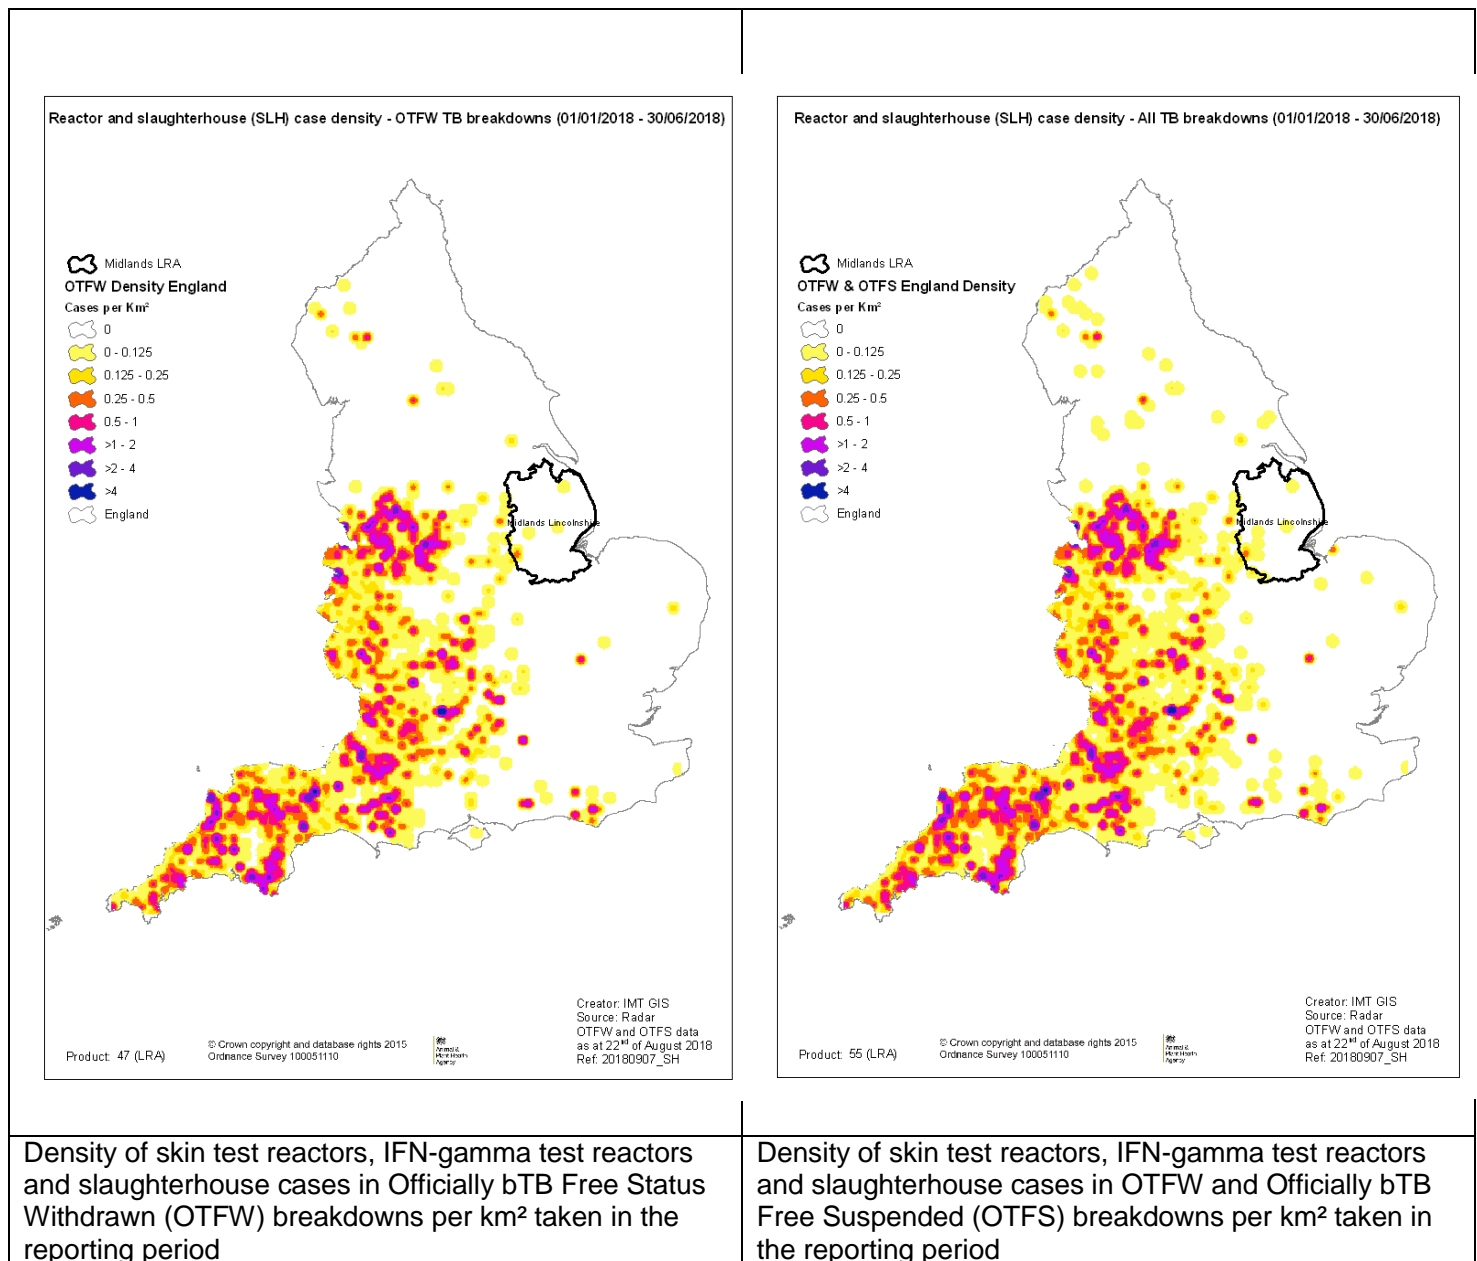 Reactor and slaughterhouse (SLH) case density - OTFW TB breakdowns (01/01/2018 - 30/06/2018)
Midlands LRA
OTFW Density England
Cases per Km²
0
0 - 0.125
0.125 - 0.25
0.25 - 0.5
0.5 - 1
>1 - 2
>2 - 4
>4
England
Midlands Lincolnshire
Creator: IMT GIS
Source: Radar
OTFW and OTFS data
as at 22nd of August 2018
Ref: 20180907_SH
Product: 47 (LRA)
© Crown copyright and database rights 2015
Ordnance Survey 100051110
Animal &
Plant Health
Agency
Reactor and slaughterhouse (SLH) case density - All TB breakdowns (01/01/2018 - 30/06/2018)
Midlands LRA
OTFW & OTFS England Density
Cases per Km²
0
0 - 0.125
0.125 - 0.25
0.25 - 0.5
0.5 - 1
>1 - 2
>2 - 4
>4
England
Midlands Lincolnshire
Creator: IMT GIS
Source: Radar
OTFW and OTFS data
as at 22nd of August 2018
Ref: 20180907_SH
Product: 55 (LRA)
© Crown copyright and database rights 2015
Ordnance Survey 100051110
Animal &
Plant Health
Agency
Density of skin test reactors, IFN-gamma test reactors
and slaughterhouse cases in Officially bTB Free Status
Withdrawn (OTFW) breakdowns per km² taken in the
reporting period
Density of skin test reactors, IFN-gamma test reactors
and slaughterhouse cases in OTFW and Officially bTB
Free Suspended (OTFS) breakdowns per km² taken in
the reporting period